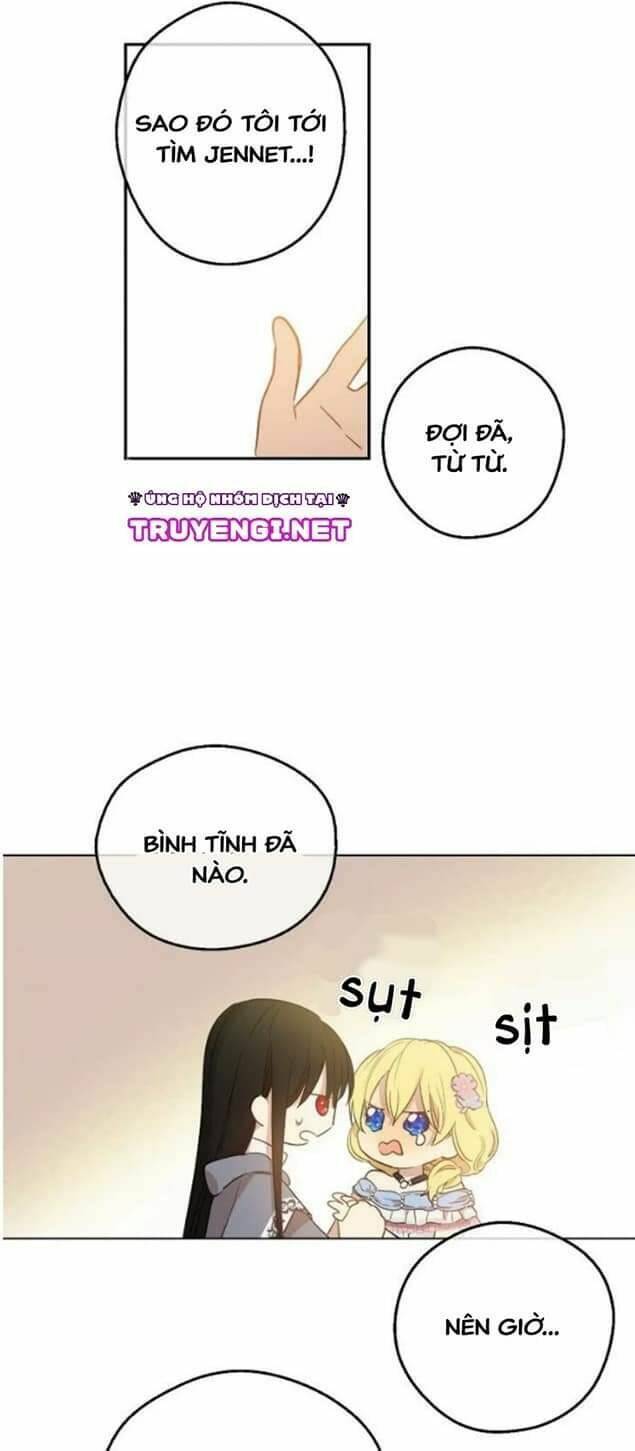 SAO ĐÓ TÔI TỚI
TÌM JENNET...!
ĐỢI ĐÃ,
TỪ TỪ.
ỦNG HỘ NHÓM DỊCH TẠI
TRUYENGI.NET
BÌNH TĨNH ĐÃ
NÀO.
sụt
sịt
NÊN GIỜ...